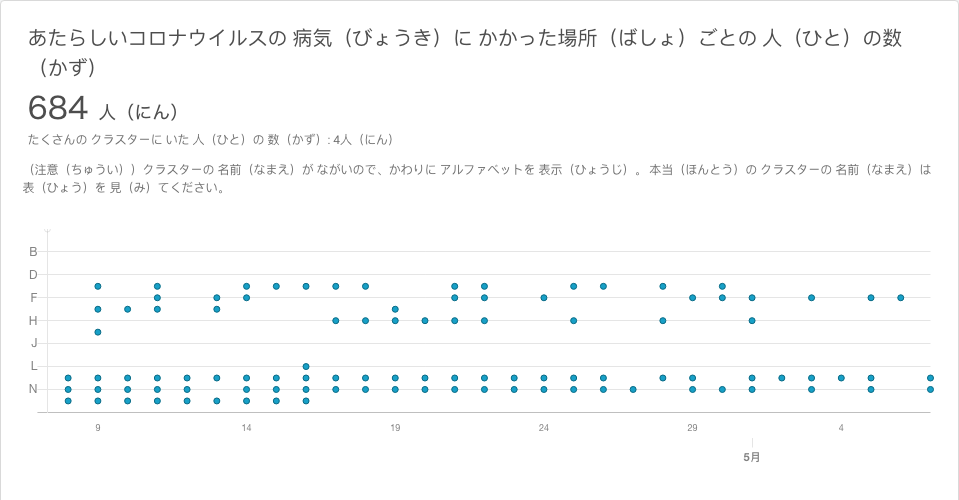 あたらしいコロナウイルスの 病気（びょうき）に かかった場所（ばしょ）ごとの 人（ひと）の数
（かず）
684 人（にん）
たくさんの クラスターに いた 人（ひと）の 数（かず）: 4人（にん）
（注意（ちゅうい））クラスターの 名前（なまえ）が ながいので、かわりに アルファベットを 表示（ひょうじ）。 本当（ほんとう）の クラスターの 名前（なまえ）は
表（ひょう）を 見（み）てください。
B
D
F
H
J
L
N
9 14 19 24 29 4
5月